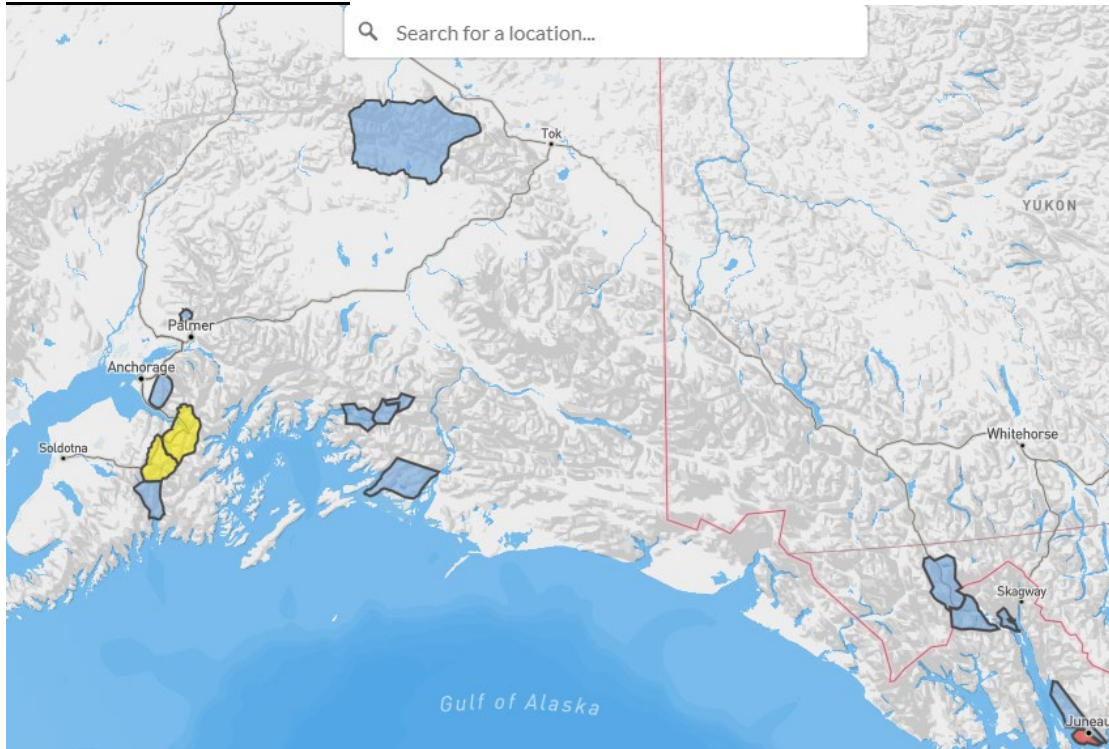 Search for a location...
Tok
YUKON
Palmer
Anchorage
Soldotna
Whitehorse
Skagway
Gulf of Alaska
Juneau